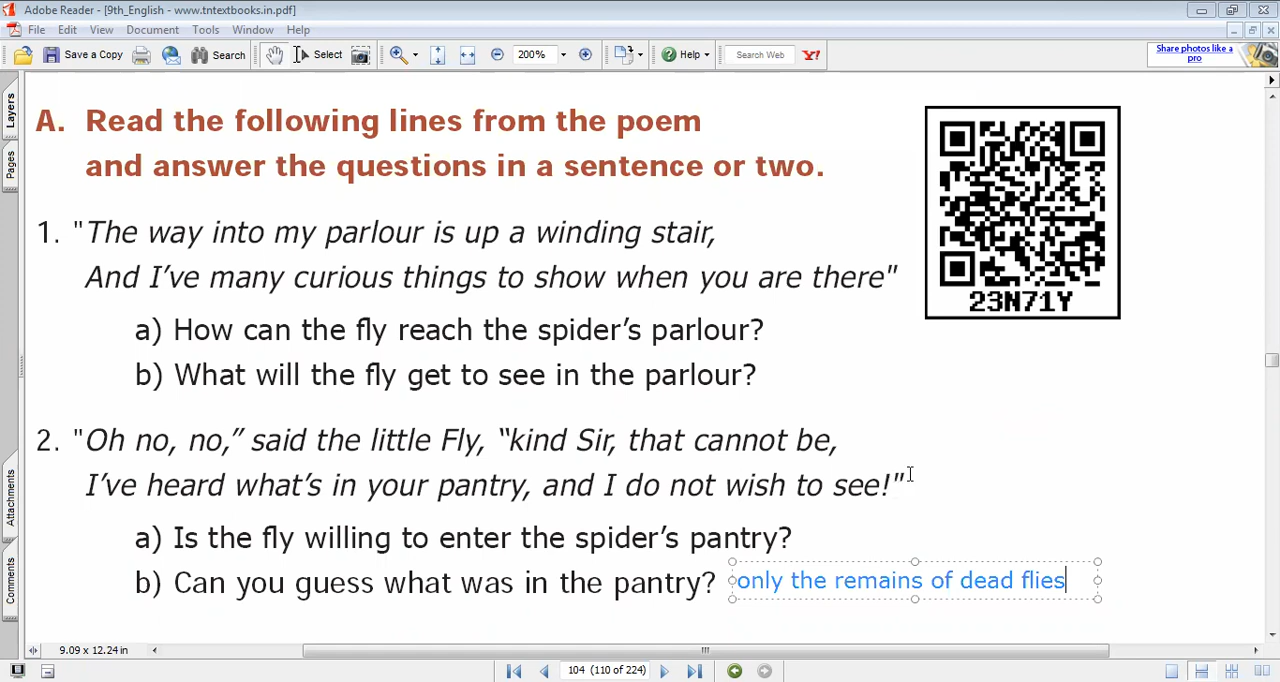 Adobe Reader - [9th_English - www.tntextbooks.in.pdf]
File Edit View Document Tools Window Help
Save a Copy Search Select 200% Help Search Web Y! Share photos like a pro
Layers
Pages
Attachments
Comments
A. Read the following lines from the poem
and answer the questions in a sentence or two.
23N71Y
1. "The way into my parlour is up a winding stair,
And I’ve many curious things to show when you are there"
a) How can the fly reach the spider’s parlour?
b) What will the fly get to see in the parlour?
2. "Oh no, no,” said the little Fly, “kind Sir, that cannot be,
I’ve heard what’s in your pantry, and I do not wish to see!"
a) Is the fly willing to enter the spider’s pantry?
b) Can you guess what was in the pantry? only the remains of dead flies
9.09 x 12.24 in
104 (110 of 224)